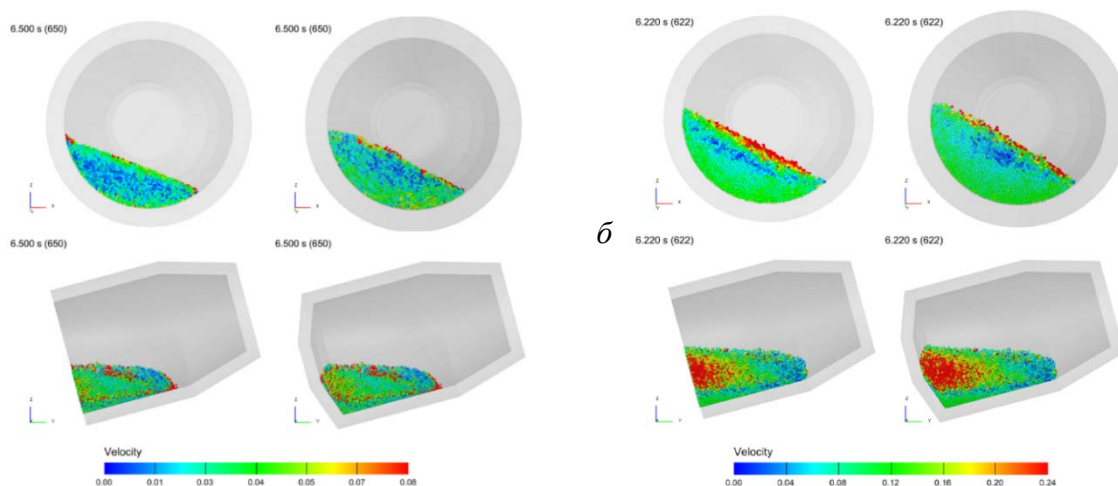 6.500 s (650)
6.500 s (650)
6.220 s (622)
6.220 s (622)
Z
X
Y
Z
X
Y
Z
X
Y
Z
X
Y
б
6.500 s (650)
6.500 s (650)
6.220 s (622)
6.220 s (622)
Z
Y
Z
Y
Z
Y
Z
Y
Velocity
0.00 0.01 0.03 0.04 0.05 0.07 0.08
Velocity
0.00 0.04 0.08 0.12 0.16 0.20 0.24